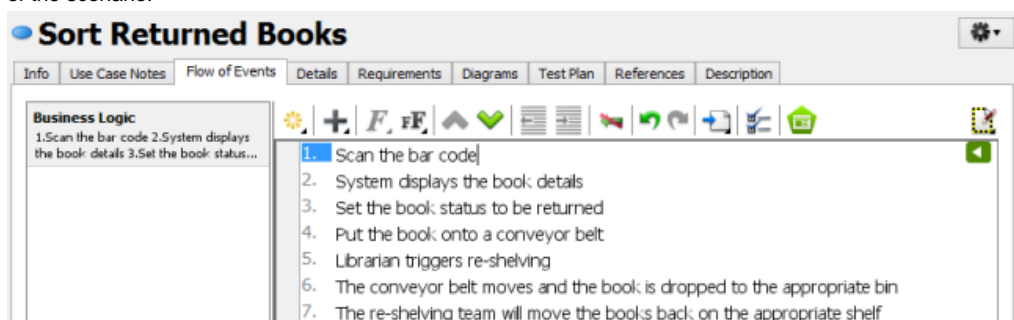 of the scenario.
Sort Returned Books
Info Use Case Notes Flow of Events Details Requirements Diagrams Test Plan References Description
Business Logic
1.Scan the bar code 2.System displays
the book details 3.Set the book status...
1. Scan the bar code
2. System displays the book details
3. Set the book status to be returned
4. Put the book onto a conveyor belt
5. Librarian triggers re-shelving
6. The conveyor belt moves and the book is dropped to the appropriate bin
7. The re-shelving team will move the books back on the appropriate shelf